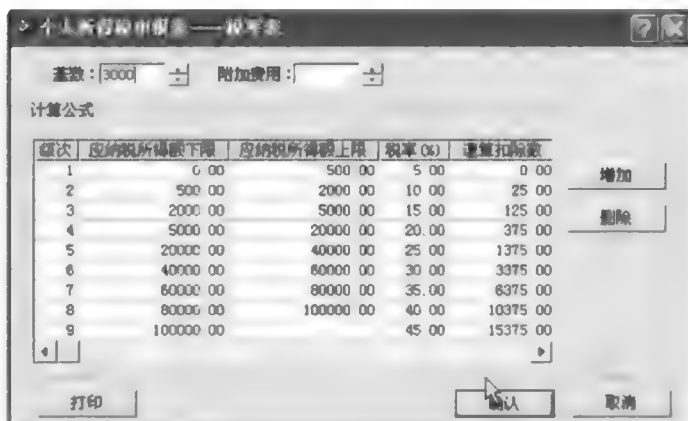 个人所得税申报表——税率表
基数：3000 附加费用：
计算公式
级次 应纳税所得额下限 应纳税所得额上限 税率(%) 速算扣除数
1 0.00 500.00 5.00 0.00
2 500.00 2000.00 10.00 25.00
3 2000.00 5000.00 15.00 125.00
4 5000.00 20000.00 20.00 375.00
5 20000.00 40000.00 25.00 1375.00
6 40000.00 60000.00 30.00 3375.00
7 60000.00 80000.00 35.00 6375.00
8 80000.00 100000.00 40.00 10375.00
9 100000.00 45.00 15375.00
增加
删除
打印 确认 取消